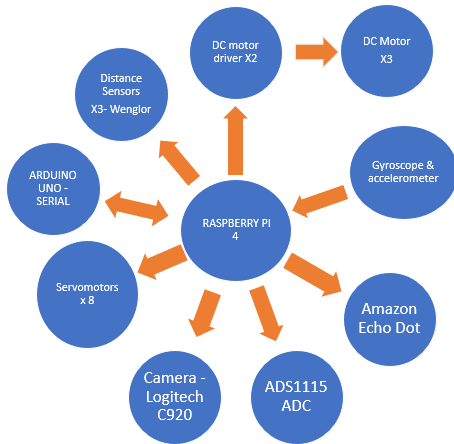 DC motor
driver X2
DC Motor
X3
Distance
Sensors
X3- Wenglor
Gyroscope &
accelerometer
ARDUINO
UNO -
SERIAL
RASPBERRY PI
4
Servomotors
x 8
Amazon
Echo Dot
Camera -
Logitech
C920
ADS1115
ADC